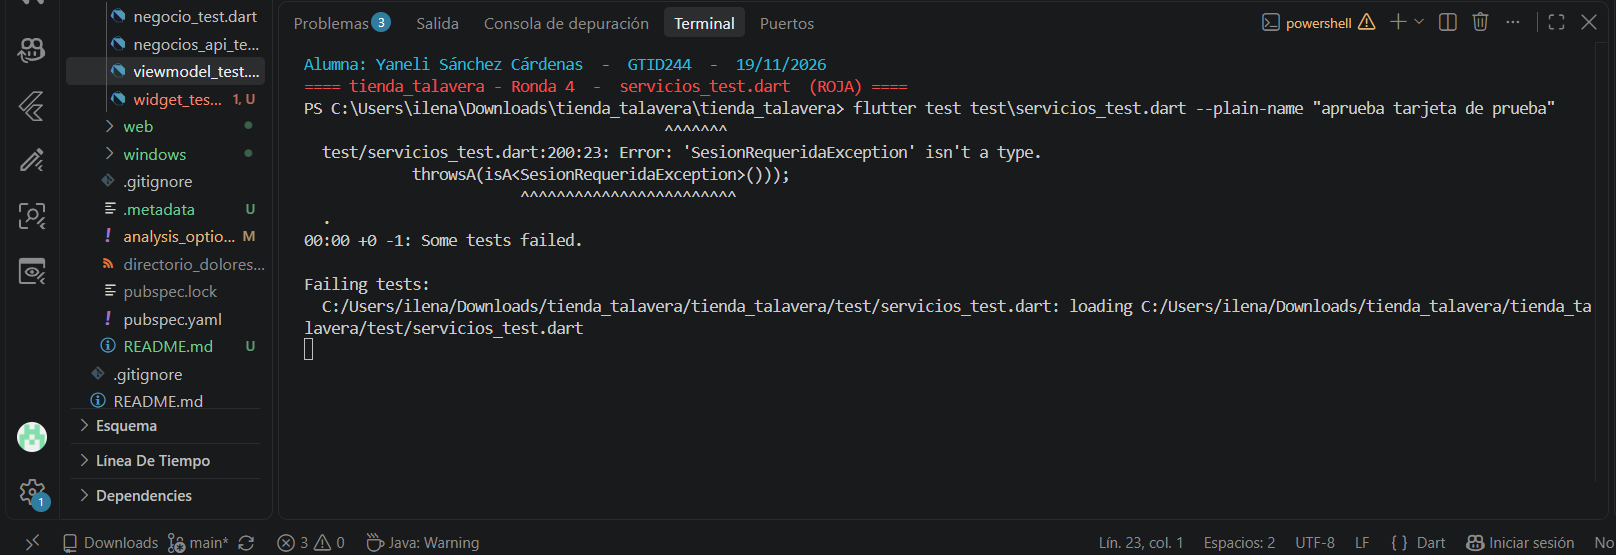 negocio_test.dart
negocios_api_te...
viewmodel_test....
widget_tes... 1, U
web
windows
.gitignore
.metadata U
analysis_optio... M
directorio_dolores...
pubspec.lock
pubspec.yaml
README.md U
.gitignore
README.md
Esquema
Línea De Tiempo
Dependencies
1
Problemas 3 Salida Consola de depuración Terminal Puertos
powershell
Alumna: Yaneli Sánchez Cárdenas - GTID244 - 19/11/2026
==== tienda_talavera - Ronda 4 - servicios_test.dart (ROJA) ====
PS C:\Users\ilena\Downloads\tienda_talavera\tienda_talavera> flutter test test\servicios_test.dart --plain-name "aprueba tarjeta de prueba"
^^^^^^^
test/servicios_test.dart:200:23: Error: 'SesionRequeridaException' isn't a type.
throwsA(isA<SesionRequeridaException>()));
^^^^^^^^^^^^^^^^^^^^^^^^
.
00:00 +0 -1: Some tests failed.
Failing tests:
C:/Users/ilena/Downloads/tienda_talavera/tienda_talavera/test/servicios_test.dart: loading C:/Users/ilena/Downloads/tienda_talavera/tienda_ta
lavera/test/servicios_test.dart
Downloads main* 3 0 Java: Warning Lín. 23, col. 1 Espacios: 2 UTF-8 LF { } Dart Iniciar sesión No